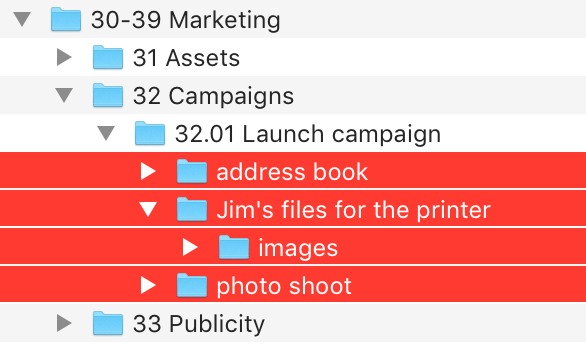 30-39 Marketing
31 Assets
32 Campaigns
32.01 Launch campaign
address book
Jim's files for the printer
images
photo shoot
33 Publicity